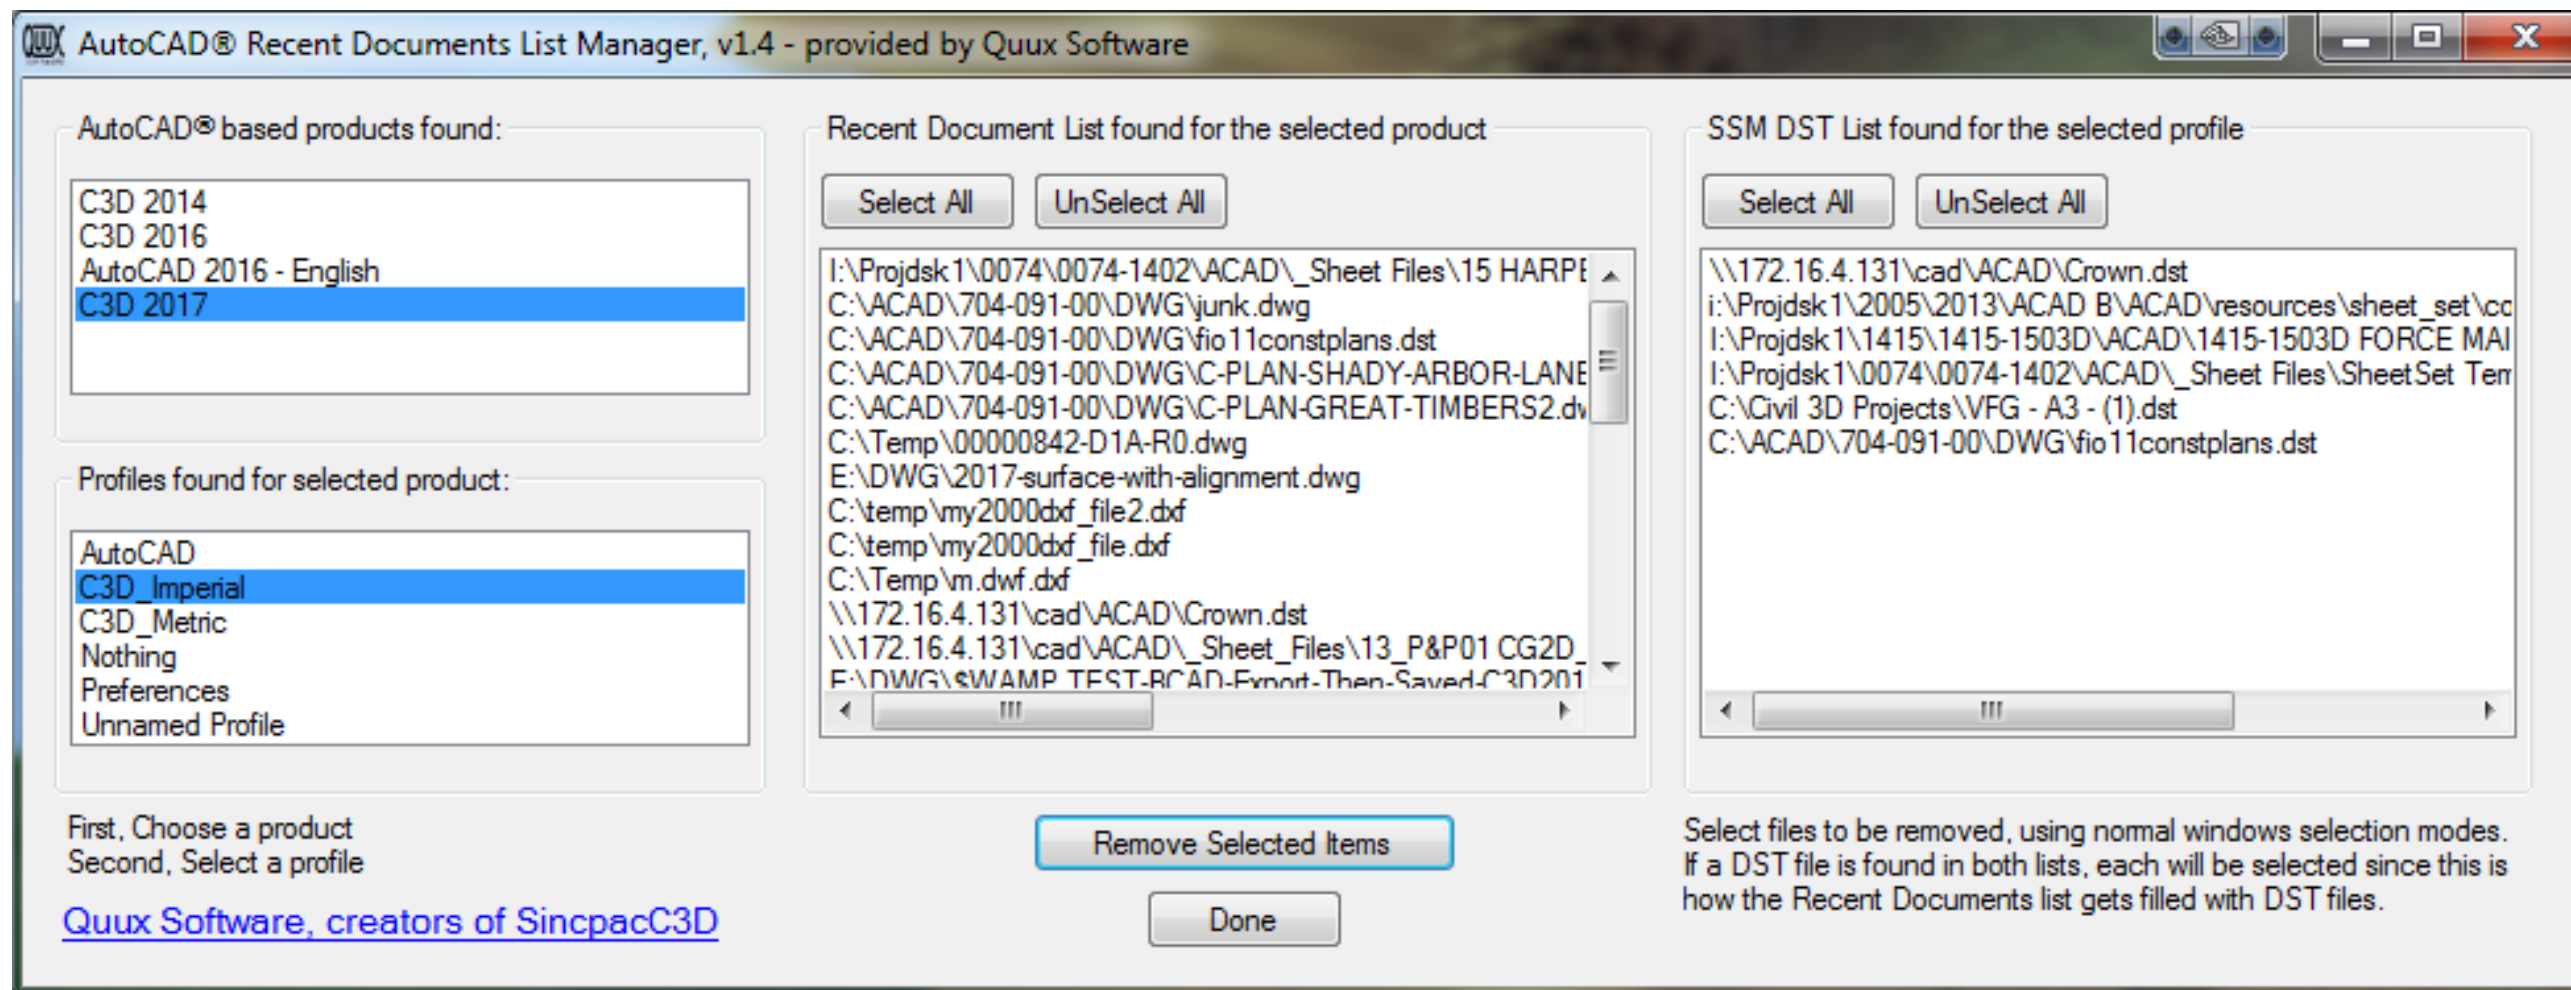 AutoCAD® Recent Documents List Manager, v1.4 - provided by Quux Software
AutoCAD® based products found:
C3D 2014
C3D 2016
AutoCAD 2016 - English
C3D 2017
Profiles found for selected product:
AutoCAD
C3D_Imperial
C3D_Metric
Nothing
Preferences
Unnamed Profile
First, Choose a product
Second, Select a profile
Quux Software, creators of SincpacC3D
Recent Document List found for the selected product
Select All
UnSelect All
I:\Projdsk1\0074\0074-1402\ACAD\_Sheet Files\15 HARPE
C:\ACAD\704-091-00\DWG\junk.dwg
C:\ACAD\704-091-00\DWG\fio11constplans.dst
C:\ACAD\704-091-00\DWG\C-PLAN-SHADY-ARBOR-LANE
C:\ACAD\704-091-00\DWG\C-PLAN-GREAT-TIMBERS2.dw
C:\Temp\00000842-D1A-R0.dwg
E:\DWG\2017-surface-with-alignment.dwg
C:\temp\my2000dxf_file2.dxf
C:\temp\my2000dxf_file.dxf
C:\Temp\m.dwf.dxf
\\172.16.4.131\cad\ACAD\Crown.dst
\\172.16.4.131\cad\ACAD\_Sheet_Files\13_P&P01 CG2D_
E:\DWG\$WAMP TEST-BCAD-Export-Then-Saved-C3D201
Remove Selected Items
Done
SSM DST List found for the selected profile
Select All
UnSelect All
\\172.16.4.131\cad\ACAD\Crown.dst
i:\Projdsk1\2005\2013\ACAD B\ACAD\resources\sheet_set\co
I:\Projdsk1\1415\1415-1503D\ACAD\1415-1503D FORCE MAI
I:\Projdsk1\0074\0074-1402\ACAD\_Sheet Files\SheetSet Tem
C:\Civil 3D Projects\VFG - A3 - (1).dst
C:\ACAD\704-091-00\DWG\fio11constplans.dst
Select files to be removed, using normal windows selection modes.
If a DST file is found in both lists, each will be selected since this is
how the Recent Documents list gets filled with DST files.